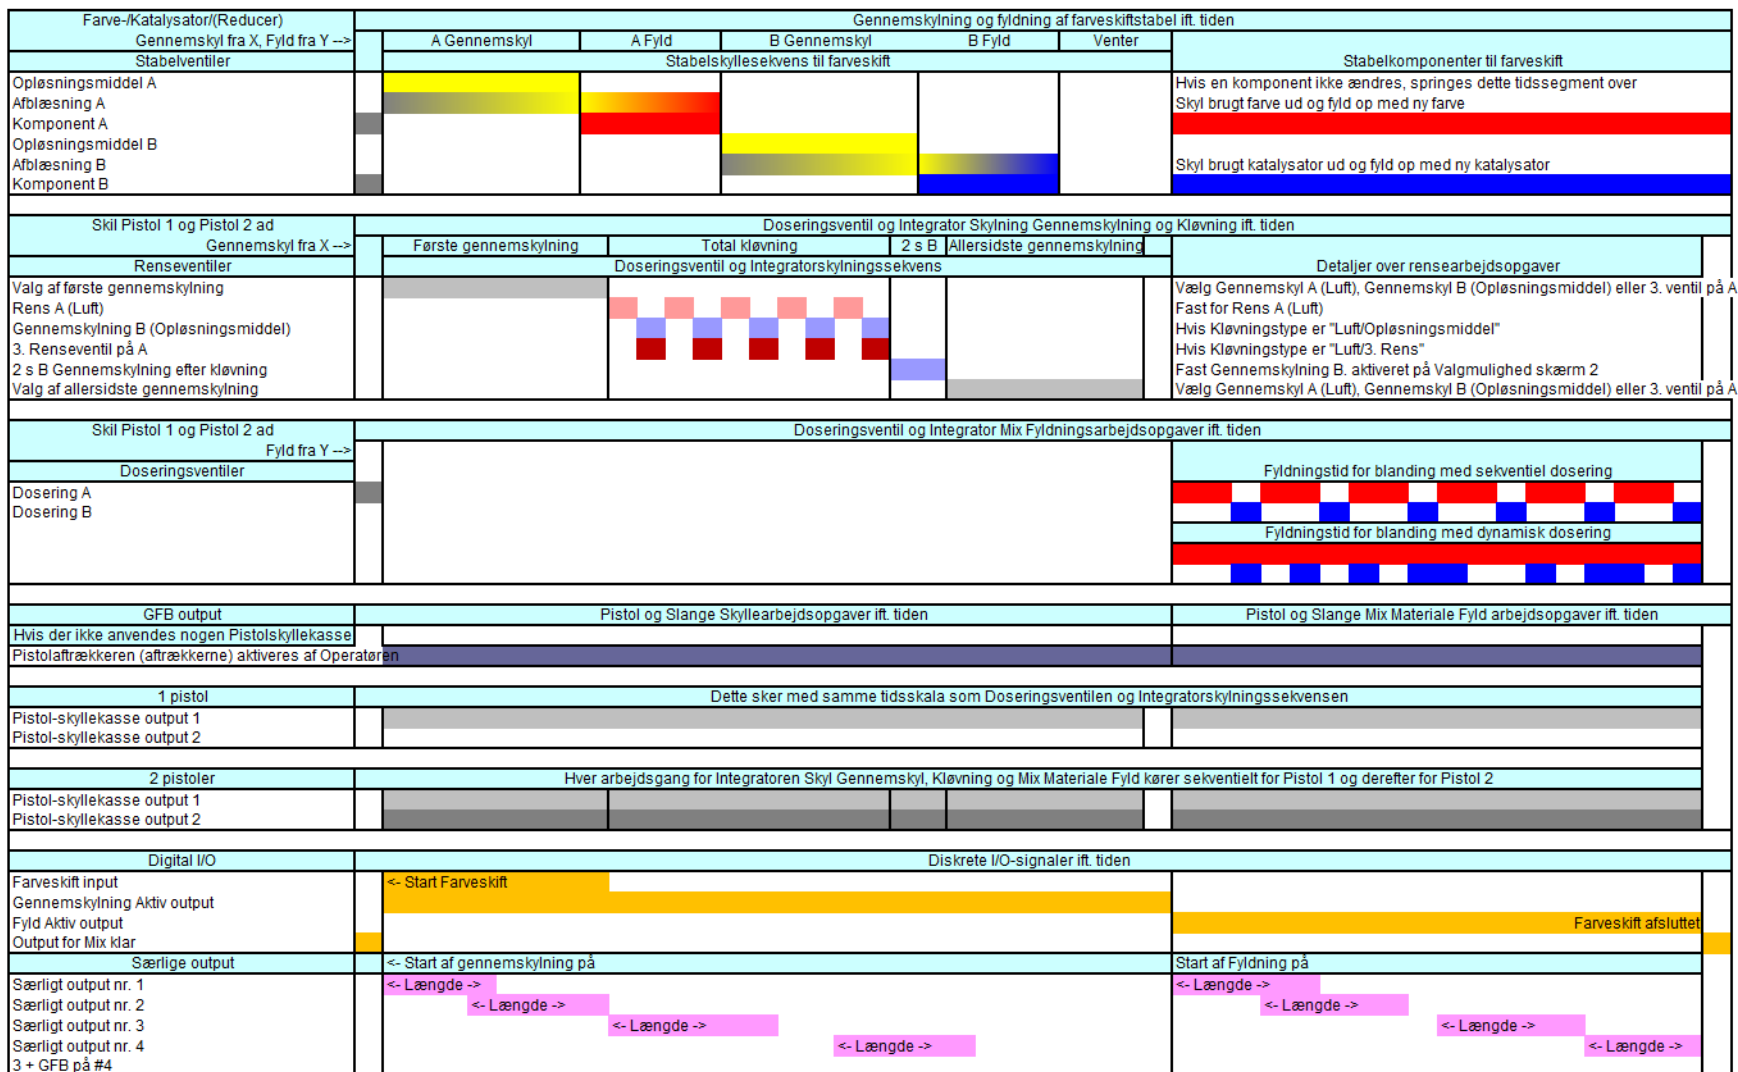 Farve-/Katalysator/(Reducer)
Gennemskylning og fyldning af farveskiftstabel ift. tiden
Gennemskyl fra X, Fyld fra Y -->
A Gennemskyl
A Fyld
B Gennemskyl
B Fyld
Venter
Stabelventiler
Stabelskyllesekvens til farveskift
Stabelkomponenter til farveskift
Opløsningsmiddel A
Hvis en komponent ikke ændres, springes dette tidssegment over
Afblæsning A
Skyl brugt farve ud og fyld op med ny farve
Komponent A
Opløsningsmiddel B
Afblæsning B
Skyl brugt katalysator ud og fyld op med ny katalysator
Komponent B
Skil Pistol 1 og Pistol 2 ad
Doseringsventil og Integrator Skylning Gennemskylning og Kløvning ift. tiden
Gennemskyl fra X -->
Første gennemskylning
Total kløvning
2 s B
Allersidste gennemskylning
Renseventiler
Doseringsventil og Integratorskylningssekvens
Detaljer over rensearbejdsopgaver
Valg af første gennemskylning
Vælg Gennemskyl A (Luft), Gennemskyl B (Opløsningsmiddel) eller 3. ventil på A
Rens A (Luft)
Fast for Rens A (Luft)
Gennemskylning B (Opløsningsmiddel)
Hvis Kløvningstype er "Luft/Opløsningsmiddel"
3. Renseventil på A
Hvis Kløvningstype er "Luft/3. Rens"
2 s B Gennemskylning efter kløvning
Fast Gennemskylning B. aktiveret på Valgmulighed skærm 2
Valg af allersidste gennemskylning
Vælg Gennemskyl A (Luft), Gennemskyl B (Opløsningsmiddel) eller 3. ventil på A
Skil Pistol 1 og Pistol 2 ad
Doseringsventil og Integrator Mix Fyldningsarbejdsopgaver ift. tiden
Fyld fra Y -->
Doseringsventiler
Fyldningstid for blanding med sekventiel dosering
Dosering A
Dosering B
Fyldningstid for blanding med dynamisk dosering
GFB output
Pistol og Slange Skyllearbejdsopgaver ift. tiden
Pistol og Slange Mix Materiale Fyld arbejdsopgaver ift. tiden
Hvis der ikke anvendes nogen Pistolskyllekasse
Pistolaftrækkeren (aftrækkerne) aktiveres af Operatøren
1 pistol
Dette sker med samme tidsskala som Doseringsventilen og Integratorskylningssekvensen
Pistol-skyllekasse output 1
Pistol-skyllekasse output 2
2 pistoler
Hver arbejdsgang for Integratoren Skyl Gennemskyl, Kløvning og Mix Materiale Fyld kører sekventielt for Pistol 1 og derefter for Pistol 2
Pistol-skyllekasse output 1
Pistol-skyllekasse output 2
Digital I/O
Diskrete I/O-signaler ift. tiden
Farveskift input
<- Start Farveskift
Gennemskylning Aktiv output
Fyld Aktiv output
Farveskift afsluttet
Output for Mix klar
Særlige output
<- Start af gennemskylning på
Start af Fyldning på
Særligt output nr. 1
<- Længde ->
<- Længde ->
Særligt output nr. 2
<- Længde ->
<- Længde ->
Særligt output nr. 3
<- Længde ->
<- Længde ->
Særligt output nr. 4
<- Længde ->
<- Længde ->
3 + GFB på #4